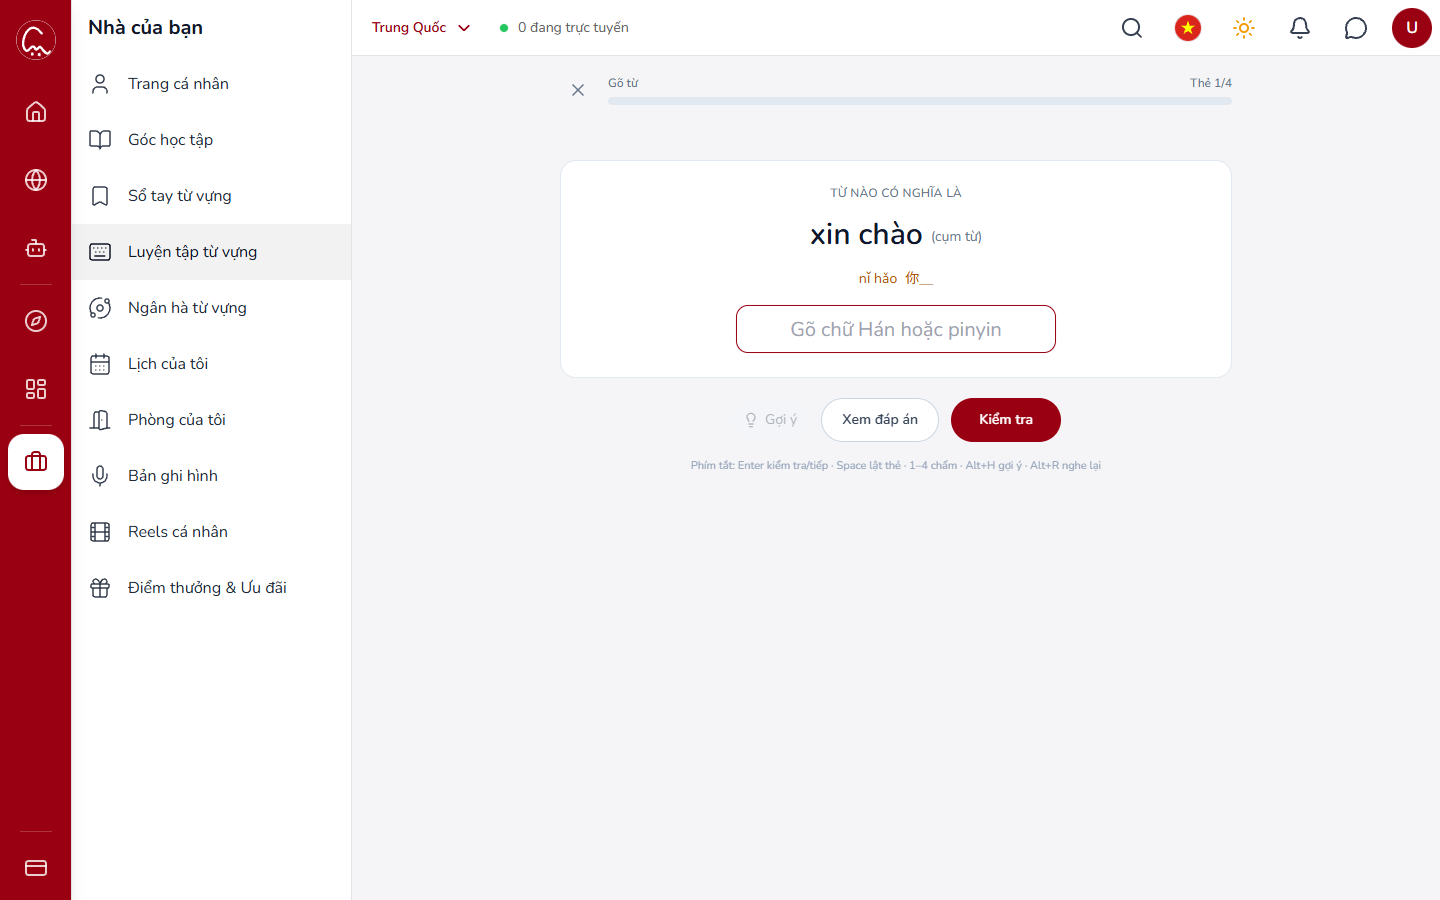 Nhà của bạn
Trang cá nhân
Góc học tập
Sổ tay từ vựng
Luyện tập từ vựng
Ngân hà từ vựng
Lịch của tôi
Phòng của tôi
Bản ghi hình
Reels cá nhân
Điểm thưởng & Ưu đãi
Trung Quốc
0 đang trực tuyến
U
Gõ từ
Thẻ 1/4
TỪ NÀO CÓ NGHĨA LÀ
xin chào (cụm từ)
nǐ hǎo 你__
Gõ chữ Hán hoặc pinyin
Gợi ý
Xem đáp án
Kiểm tra
Phím tắt: Enter kiểm tra/tiếp · Space lật thẻ · 1–4 chấm · Alt+H gợi ý · Alt+R nghe lại